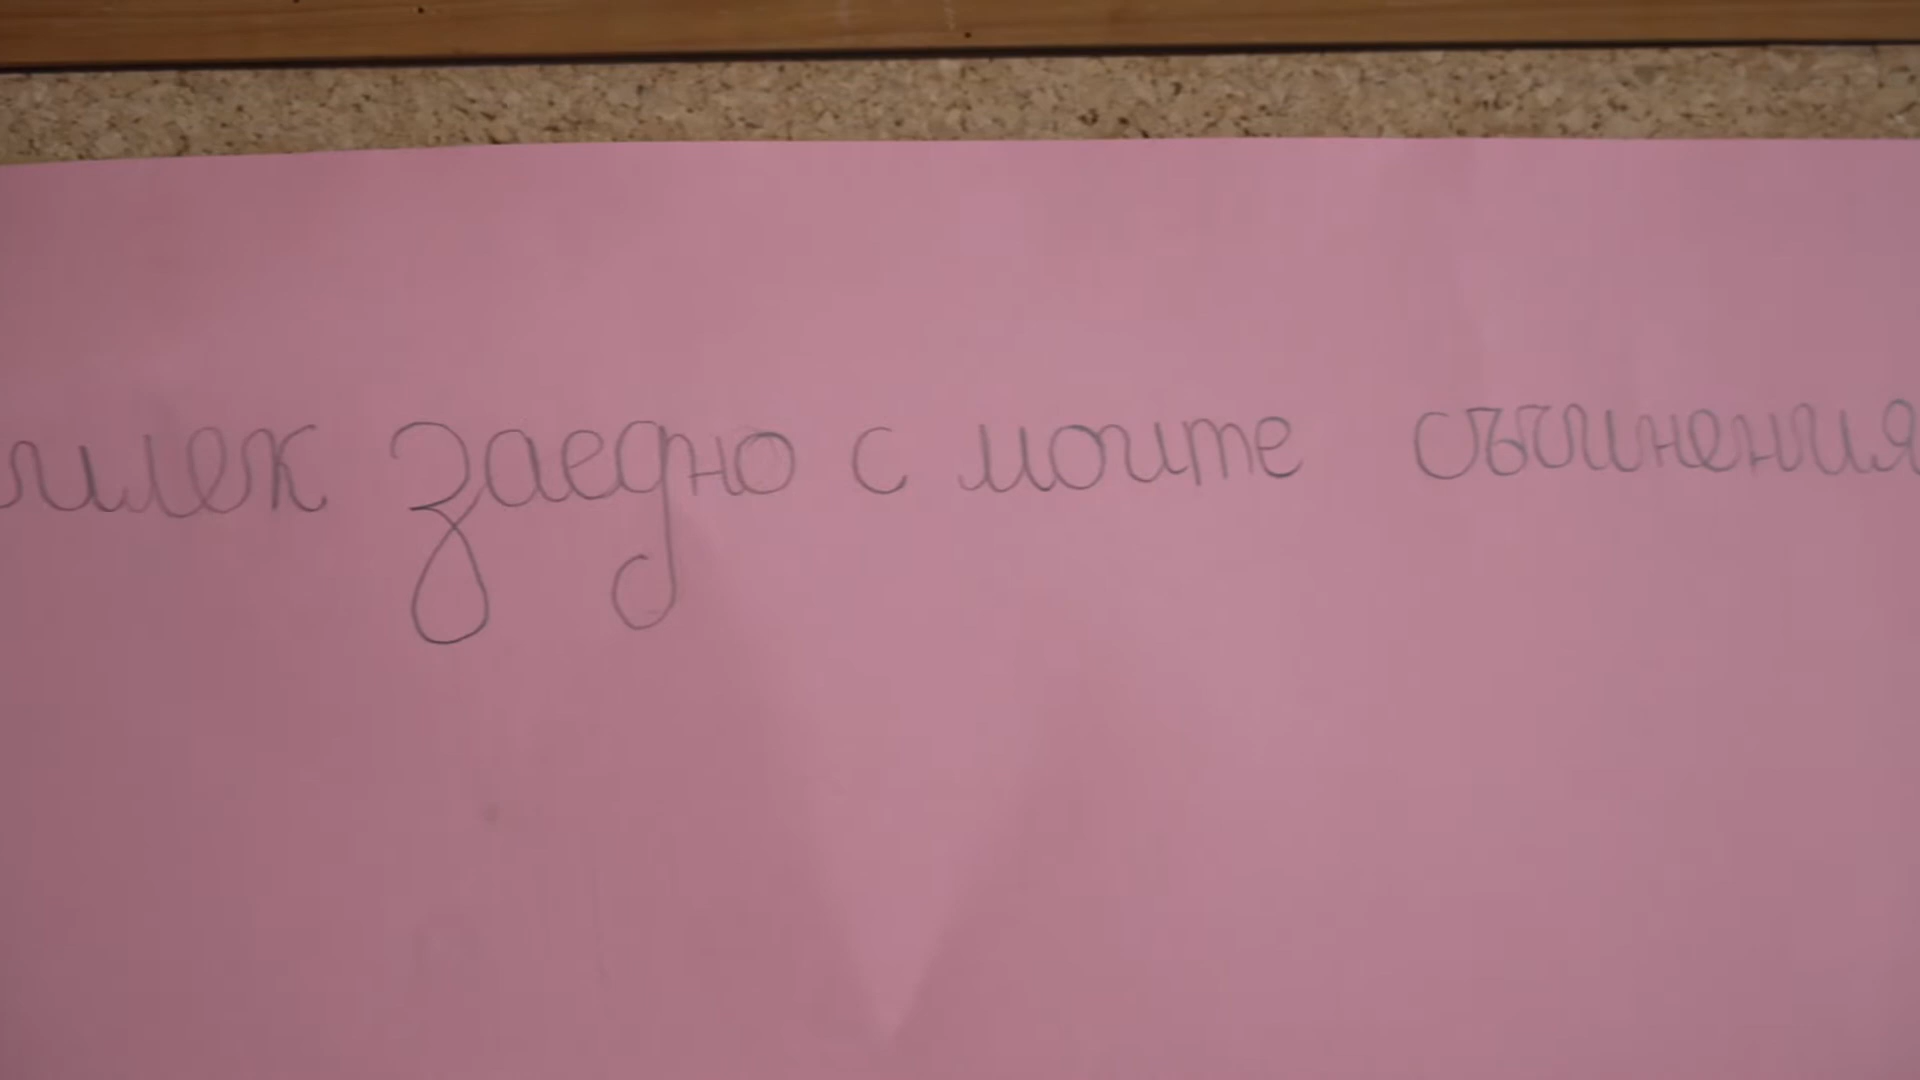 заедно с моите съчинения